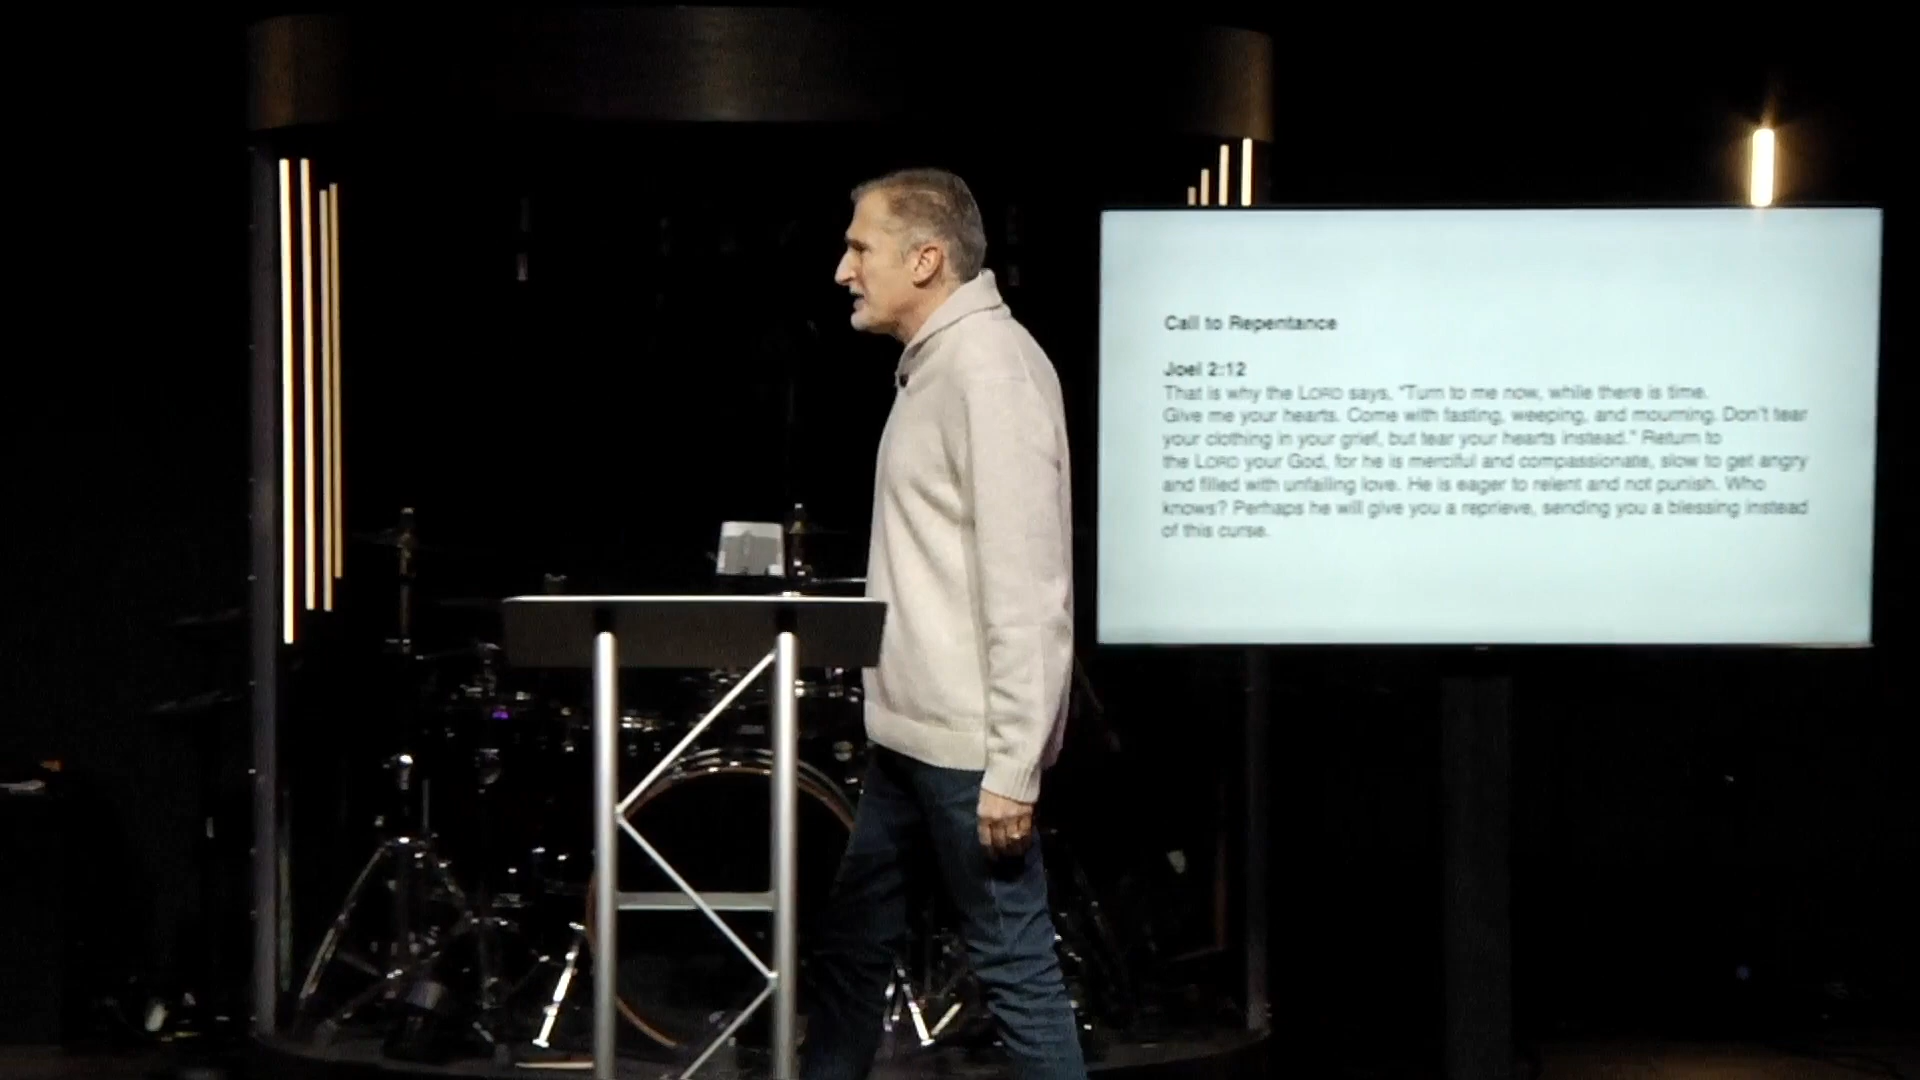 Call to Repentance
Joel 2:12
That is why the LORD says, "Turn to me now, while there is time.
Give me your hearts. Come with fasting, weeping, and mourning. Don't tear
your clothing in your grief, but tear your hearts instead." Return to
the LORD your God, for he is merciful and compassionate, slow to get angry
and filled with unfailing love. He is eager to relent and not punish. Who
knows? Perhaps he will give you a reprieve, sending you a blessing instead
of this curse.